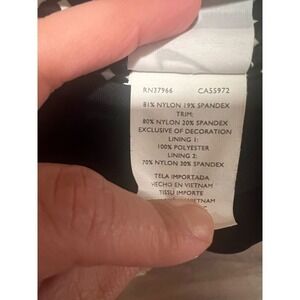 RN37966 CA55972
81% NYLON 19% SPANDEX
TRIM:
80% NYLON 20% SPANDEX
EXCLUSIVE OF DECORATION
LINING 1:
100% POLYESTER
LINING 2:
70% NYLON 30% SPANDEX
TELA IMPORTADA
HECHO EN VIETNAM
TISSU IMPORTE
VIETNAM